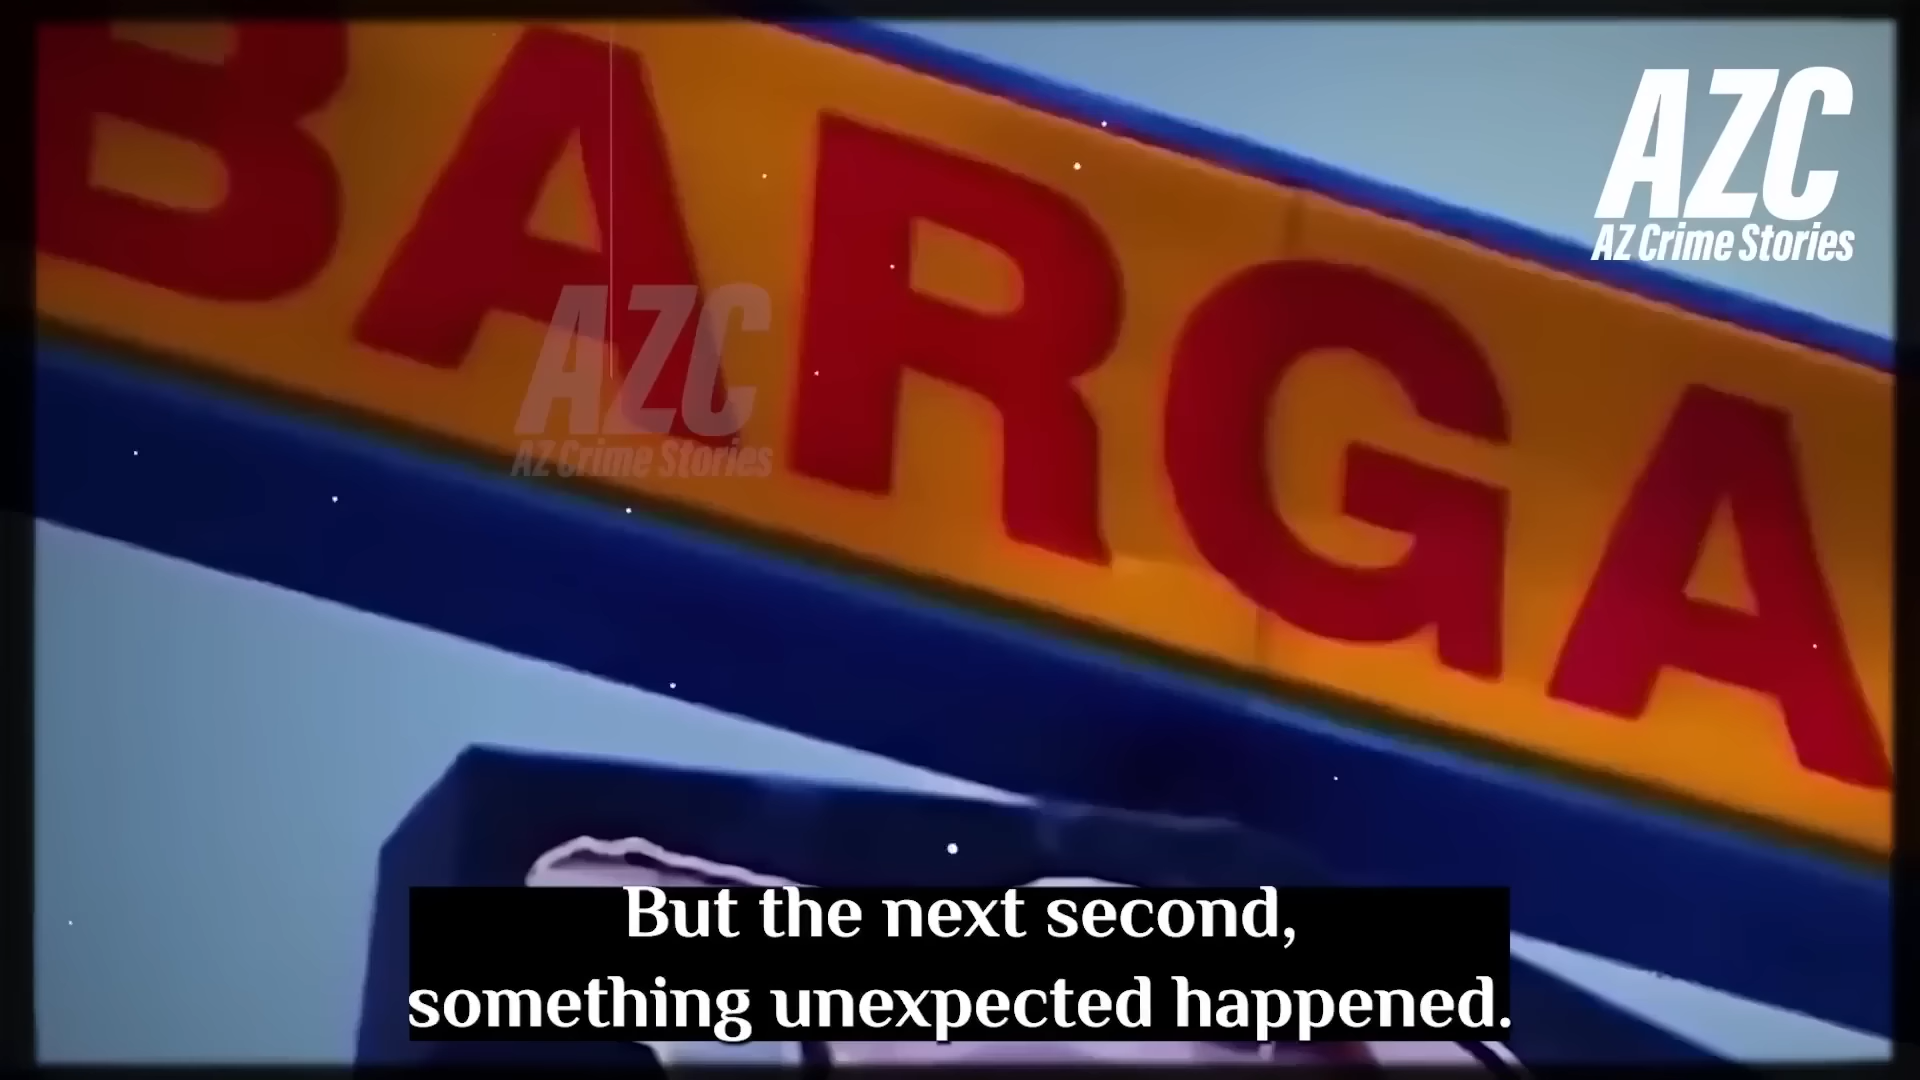 BARGA
AZC
AZ Crime Stories
AZC
AZ Crime Stories
But the next second,
something unexpected happened.